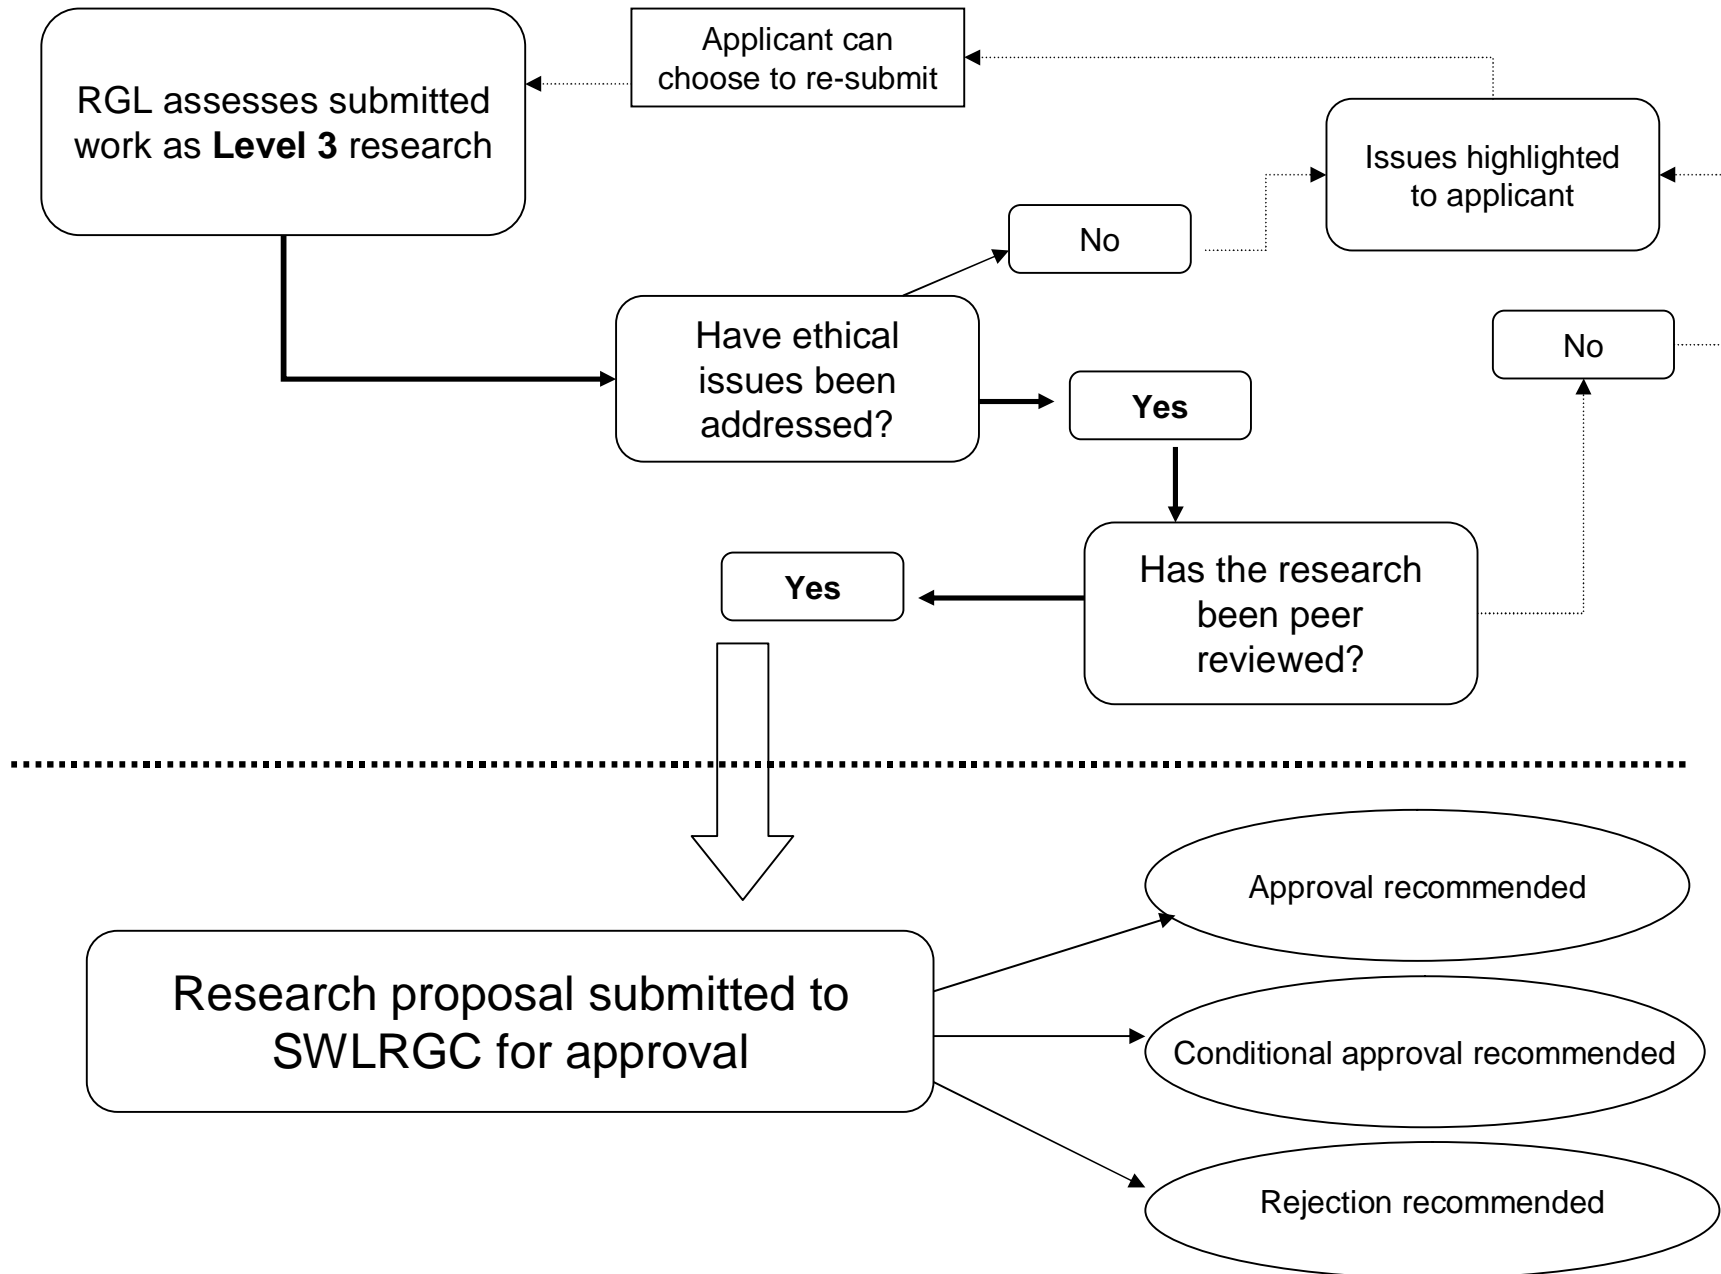 Applicant can
choose to re-submit
RGL assesses submitted
work as Level 3 research
Issues highlighted
to applicant
No
Have ethical
issues been
addressed?
No
Yes
Has the research
been peer
reviewed?
Yes
Approval recommended
Research proposal submitted to
SWLRGC for approval
Conditional approval recommended
Rejection recommended